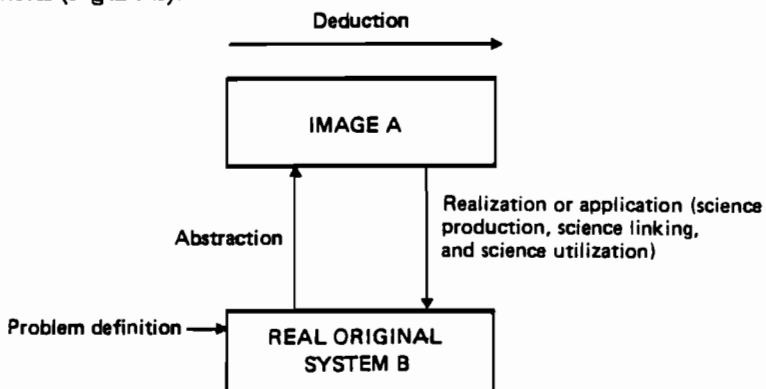 Deduction
IMAGE A
Realization or application (science
production, science linking,
and science utilization)
Abstraction
Problem definition
REAL ORIGINAL
SYSTEM B